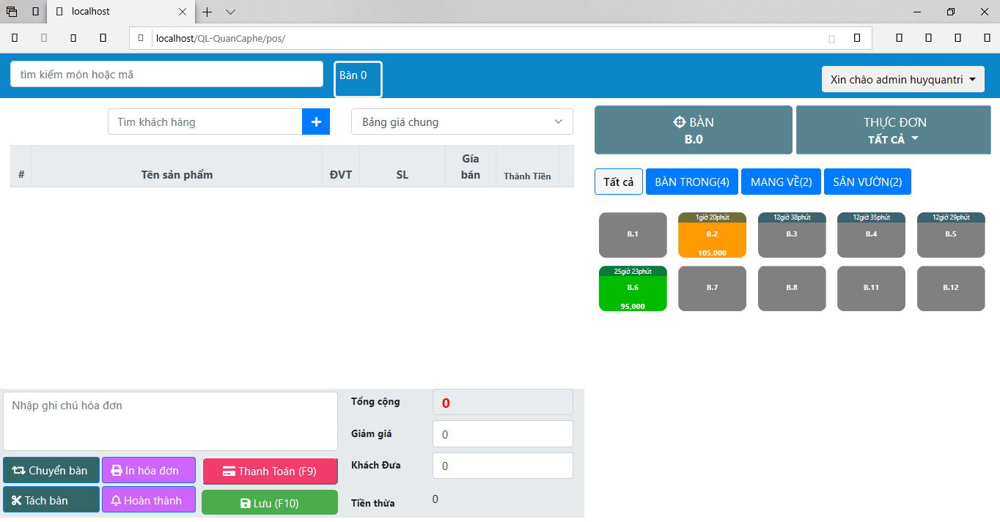 localhost
localhost/QL-QuanCaphe/pos/
tìm kiếm món hoặc mã
Bàn 0
Xin chào admin huyquantri
Tìm khách hàng
+
Bảng giá chung
BÀN
B.0
THỰC ĐƠN
TẤT CẢ
# Tên sản phẩm ĐVT SL Gía bán Thành Tiền
Tất cả BÀN TRONG(4) MANG VỀ(2) SÂN VƯỜN(2)
B.1
1giờ 20phút
B.2
105,000
12giờ 38phút
B.3
12giờ 35phút
B.4
12giờ 29phút
B.5
25giờ 23phút
B.6
95,000
B.7
B.8
B.11
B.12
Nhập ghi chú hóa đơn
Chuyển bàn
In hóa đơn
Thanh Toán (F9)
Tách bàn
Hoàn thành
Lưu (F10)
Tổng cộng 0
Giảm giá 0
Khách Đưa 0
Tiền thừa 0